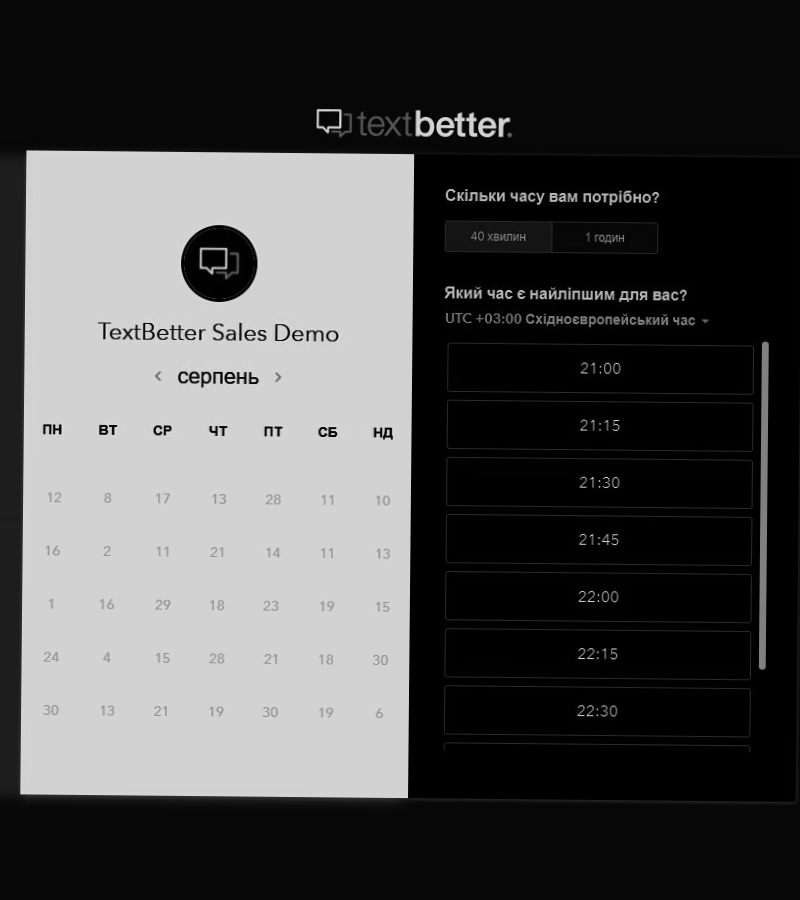 textbetter.
TextBetter Sales Demo
серпень
ПН ВТ СР ЧТ ПТ СБ НД
12 8 17 13 28 11 10
16 2 11 21 14 11 13
1 16 29 18 23 19 15
24 4 15 28 21 18 30
30 13 21 19 30 19 6
Скільки часу вам потрібно?
40 хвилин 1 годин
Який час є найліпшим для вас?
UTC +03:00 Східноєвропейський час
21:00
21:15
21:30
21:45
22:00
22:15
22:30